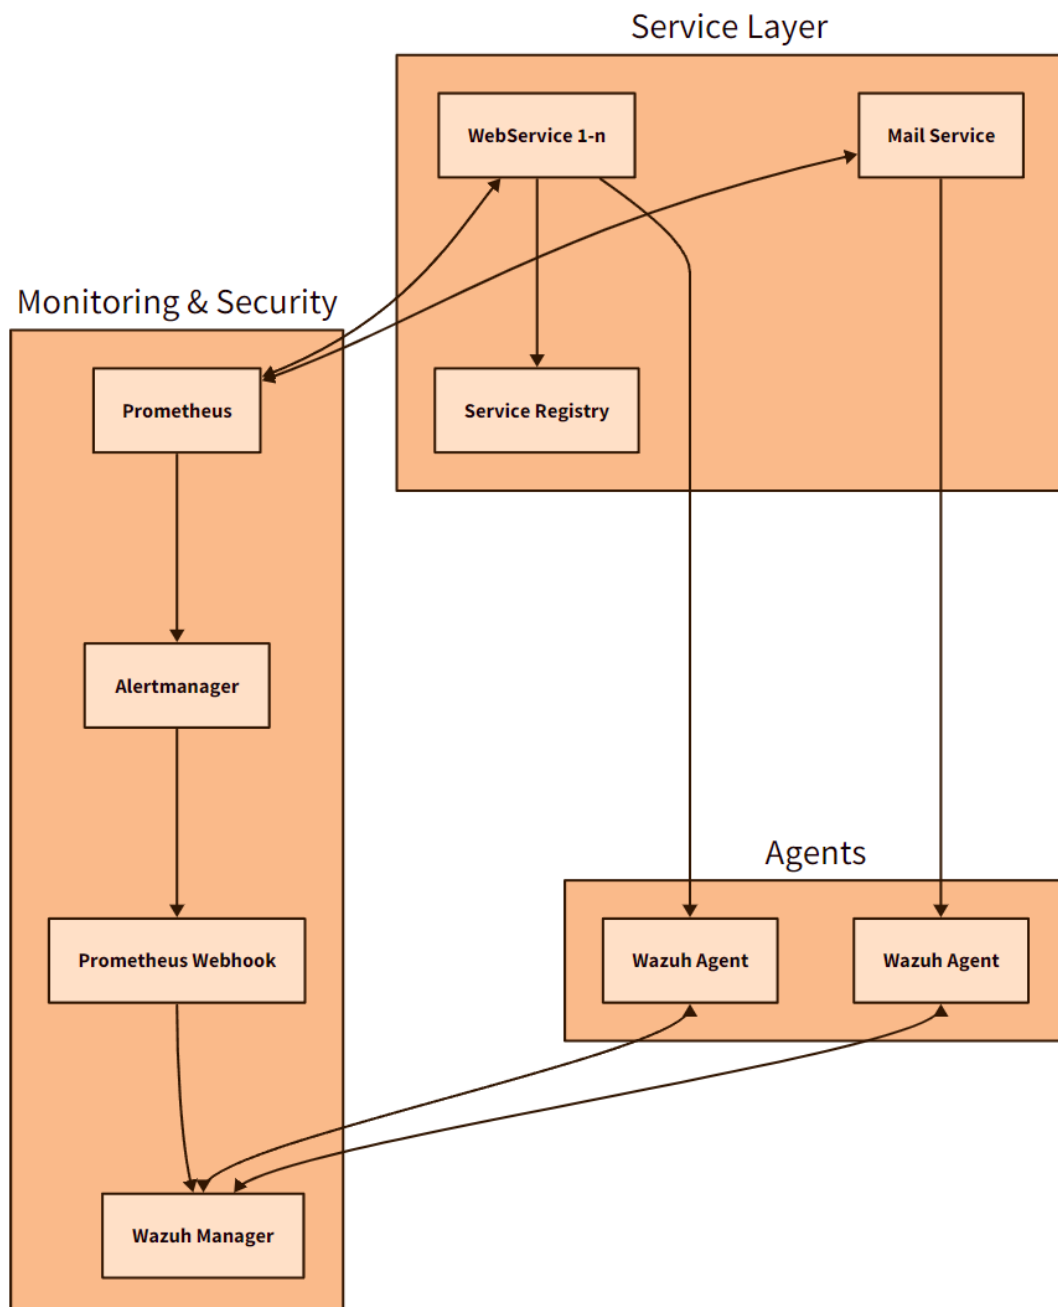 Service Layer
WebService 1-n
Mail Service
Monitoring & Security
Prometheus
Service Registry
Alertmanager
Agents
Prometheus Webhook
Wazuh Agent
Wazuh Agent
Wazuh Manager